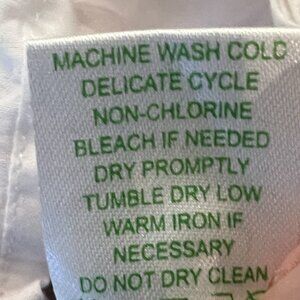 MACHINE WASH COLD
DELICATE CYCLE
NON-CHLORINE
BLEACH IF NEEDED
DRY PROMPTLY
TUMBLE DRY LOW
WARM IRON IF
NECESSARY
DO NOT DRY CLEAN